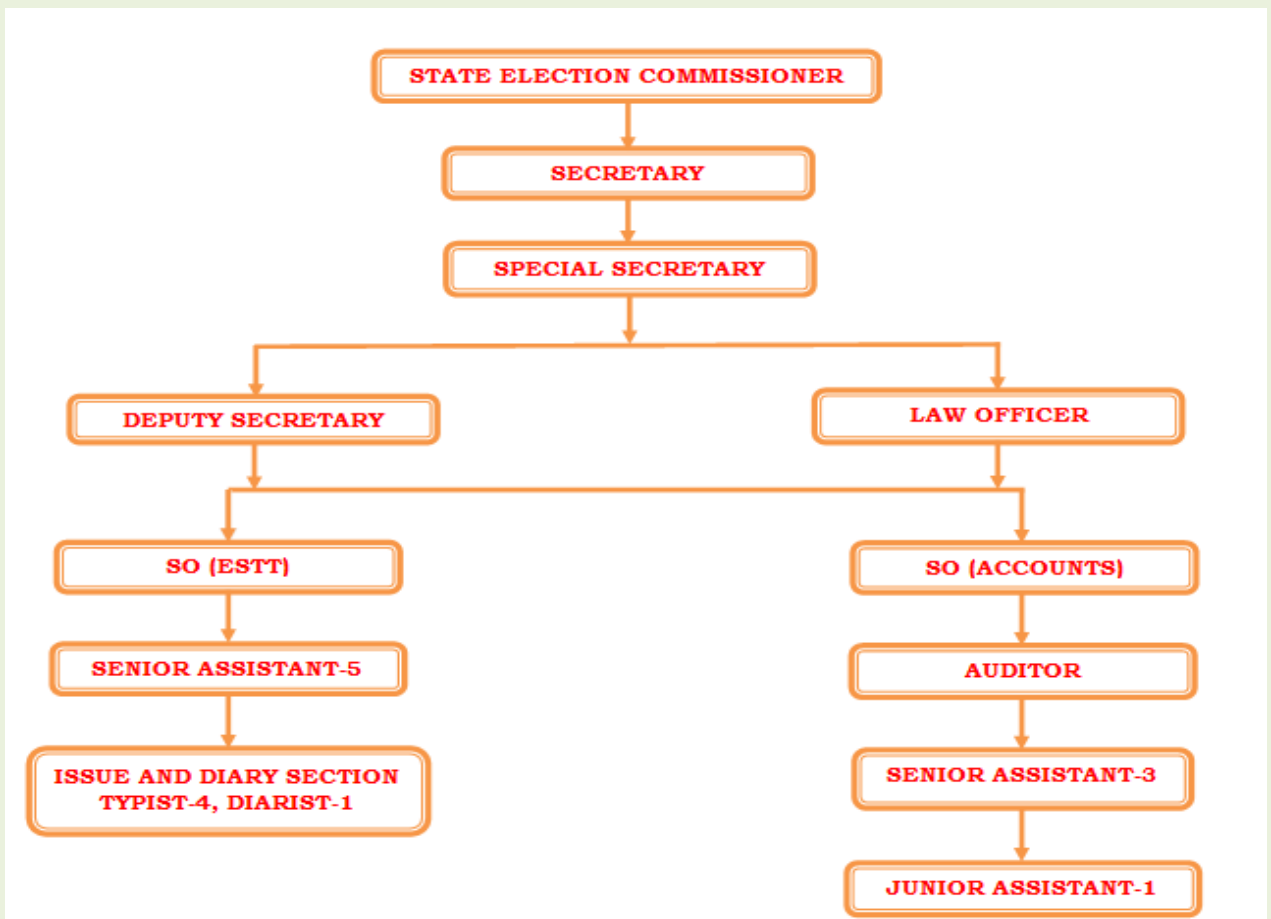 STATE ELECTION COMMISSIONER
SECRETARY
SPECIAL SECRETARY
DEPUTY SECRETARY
LAW OFFICER
SO (ESTT)
SO (ACCOUNTS)
SENIOR ASSISTANT-5
AUDITOR
ISSUE AND DIARY SECTION
TYPIST-4, DIARIST-1
SENIOR ASSISTANT-3
JUNIOR ASSISTANT-1